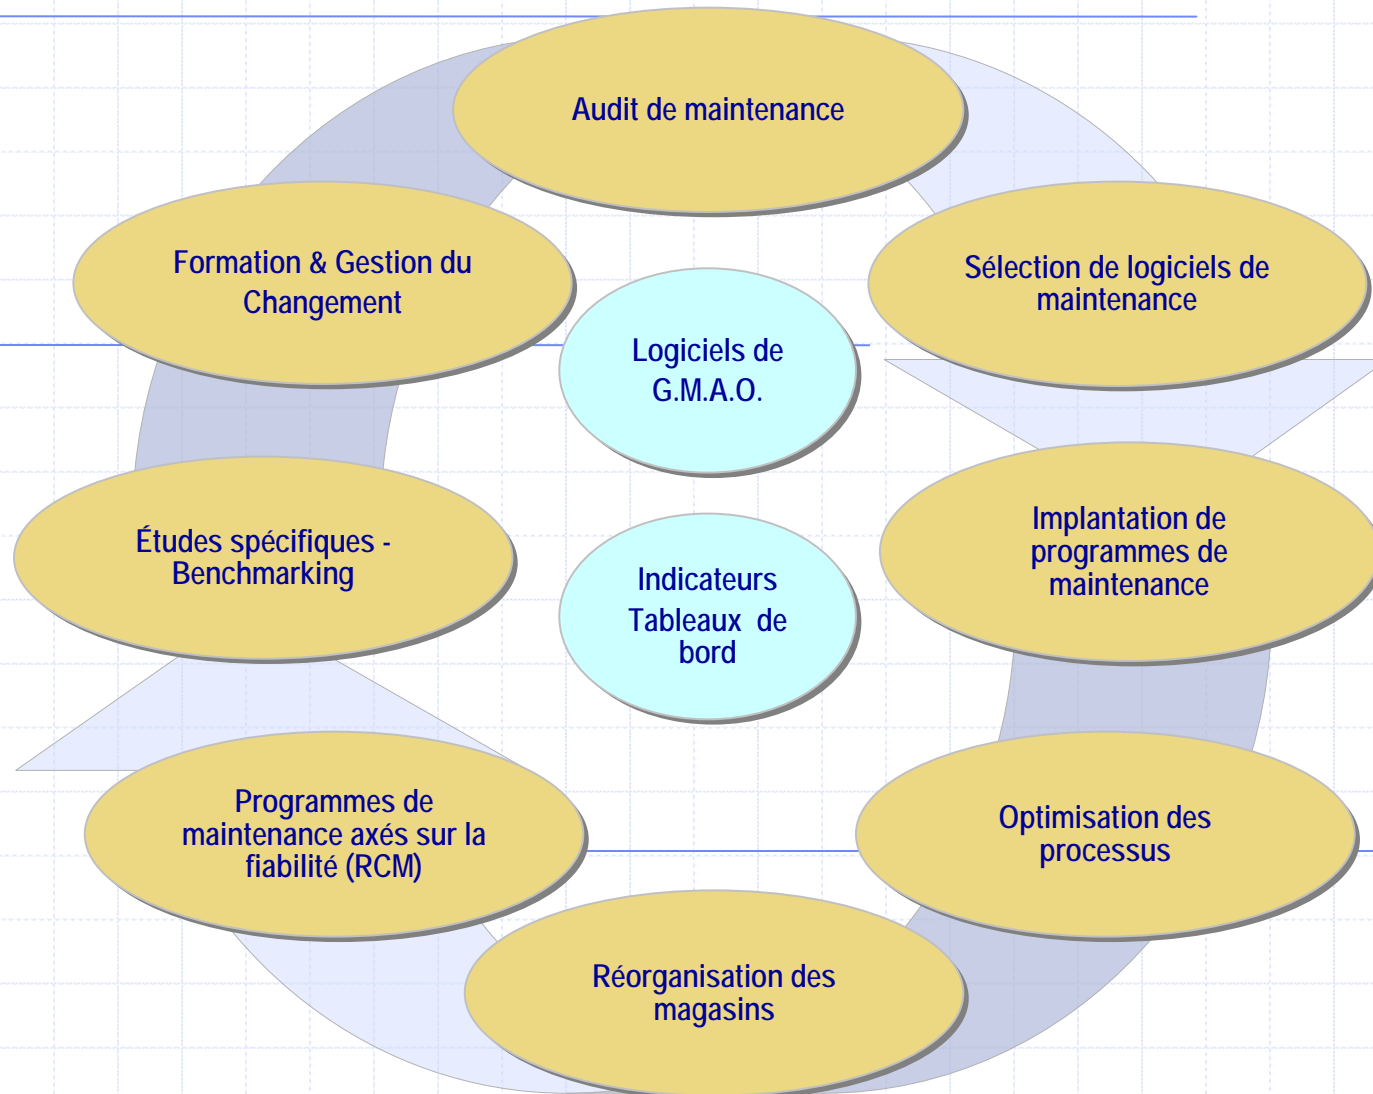 Audit de maintenance
Formation & Gestion du
Changement
Sélection de logiciels de
maintenance
Logiciels de
G.M.A.O.
Études spécifiques -
Benchmarking
Implantation de
programmes de
maintenance
Indicateurs
Tableaux de
bord
Programmes de
maintenance axés sur la
fiabilité (RCM)
Optimisation des
processus
Réorganisation des
magasins